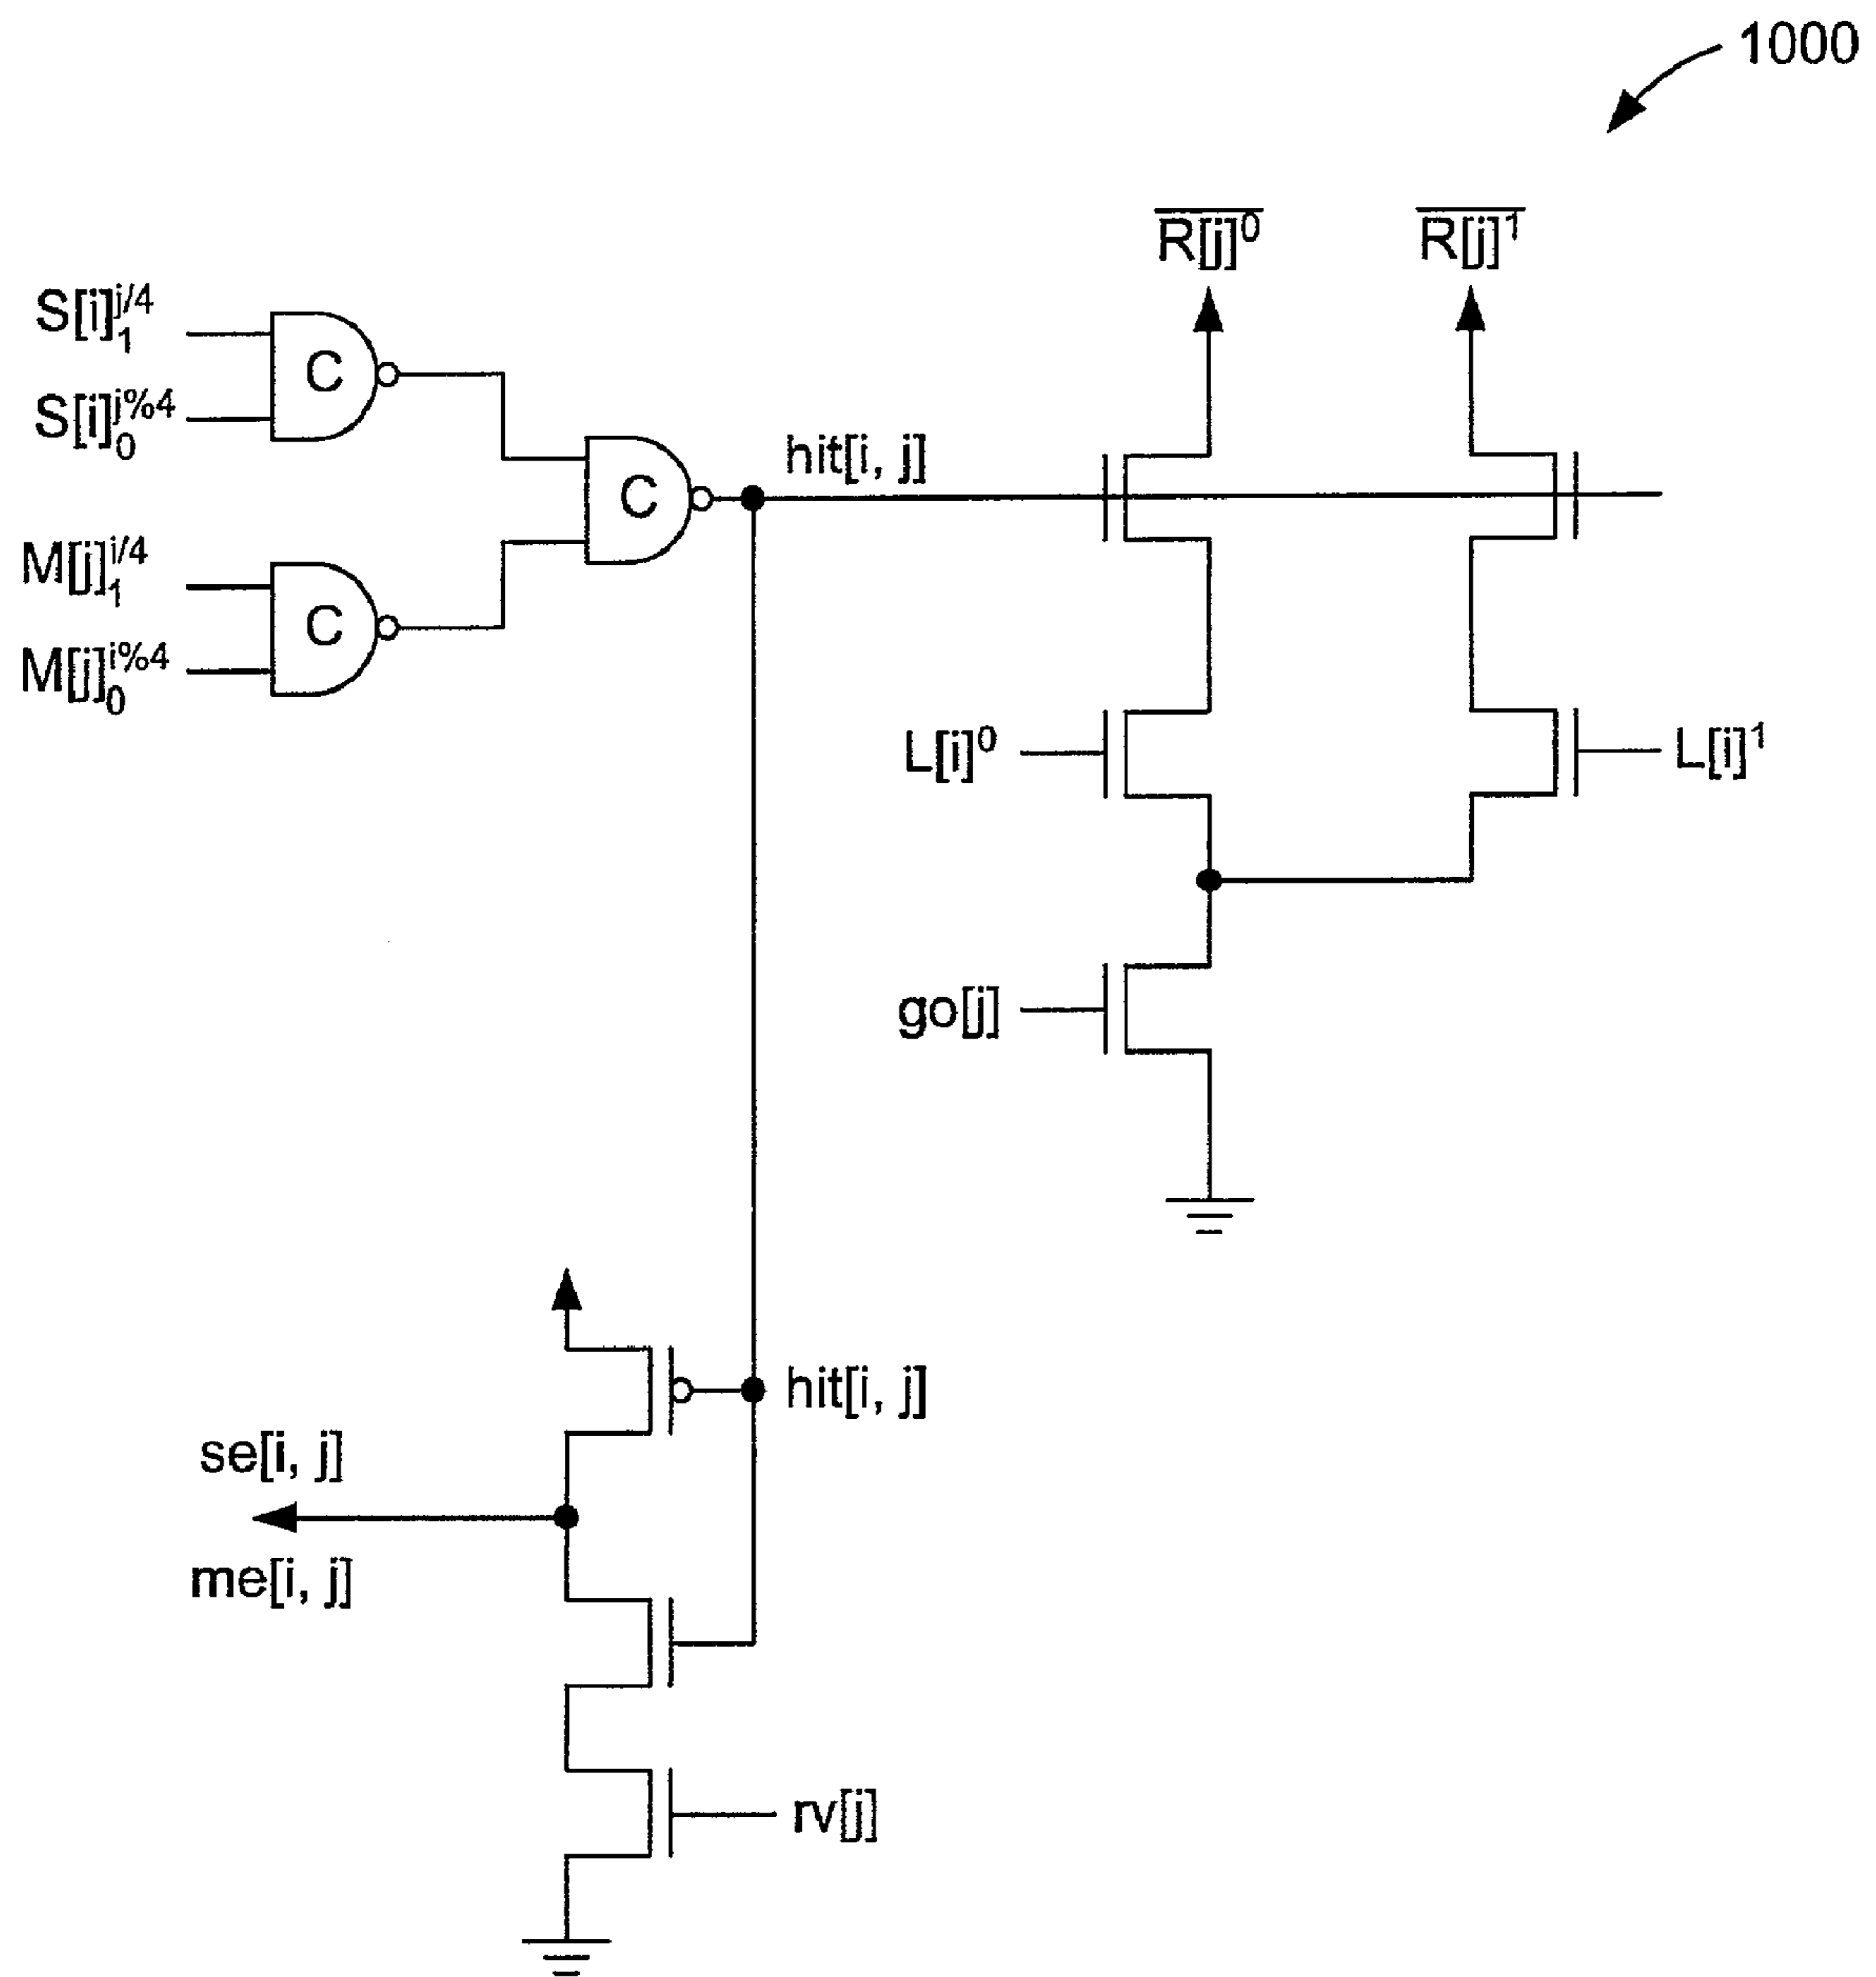 1000
R[j]⁰
R[j]¹
S[i]₁^{j/4}
S[i]₀^{j%4}
C
hit[i, j]
C
M[j]₁^{i/4}
M[j]₀^{i%4}
C
L[i]⁰
L[i]¹
go[j]
hit[i, j]
se[i, j]
me[i, j]
rv[j]